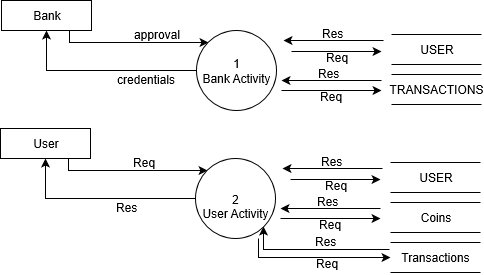 Bank
approval
credentials
1
Bank Activity
Res
Req
USER
Res
Req
TRANSACTIONS
User
Req
Res
2
User Activity
Res
Req
USER
Res
Req
Coins
Res
Req
Transactions